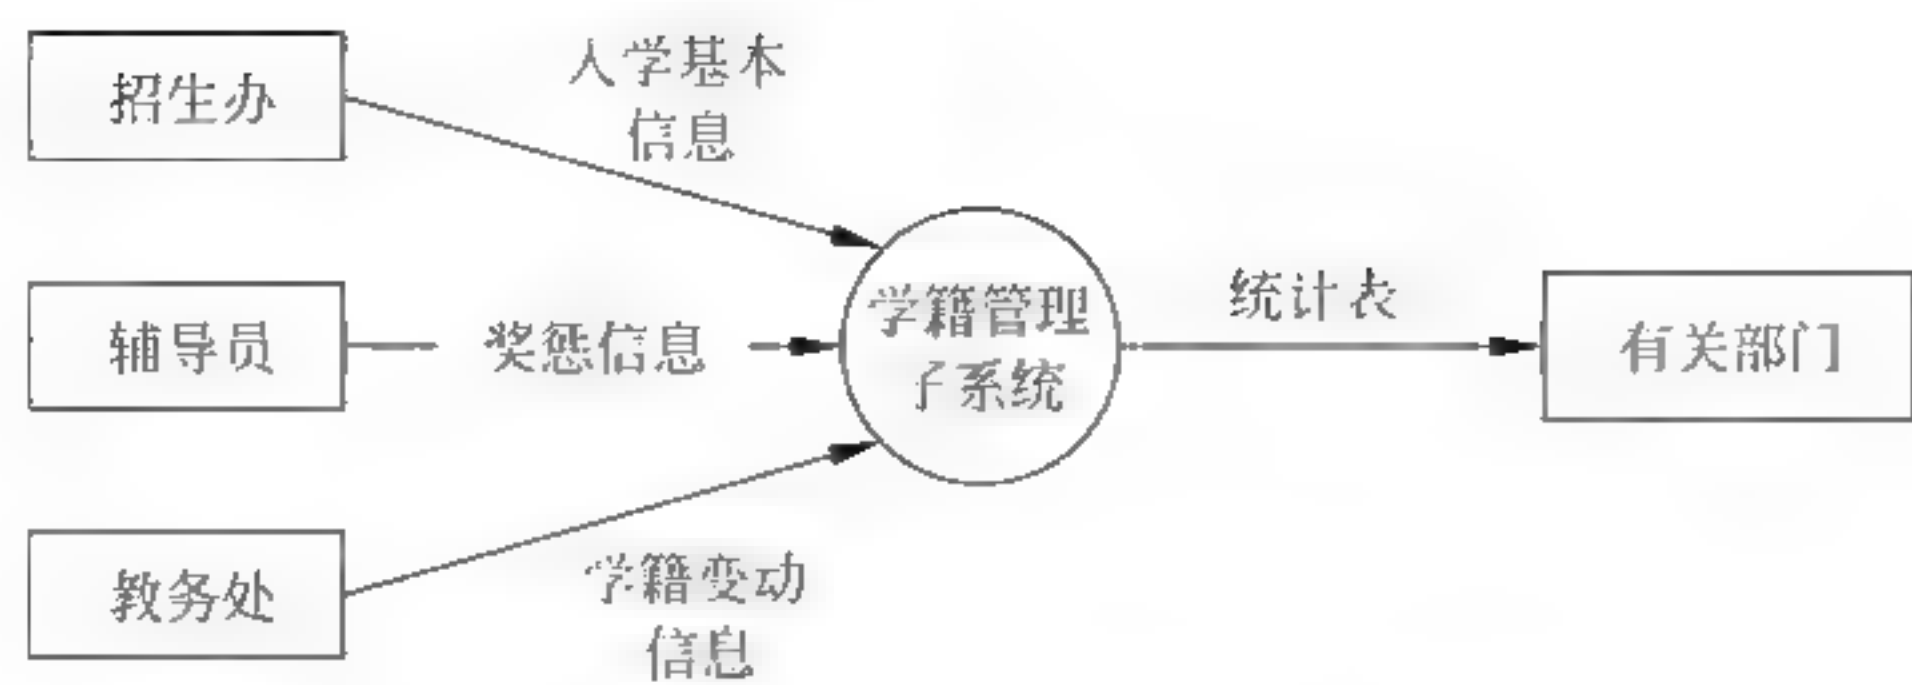 招生办
入学基本
信息
辅导员
奖惩信息
学籍管理
子系统
统计表
有关部门
教务处
学籍变动
信息